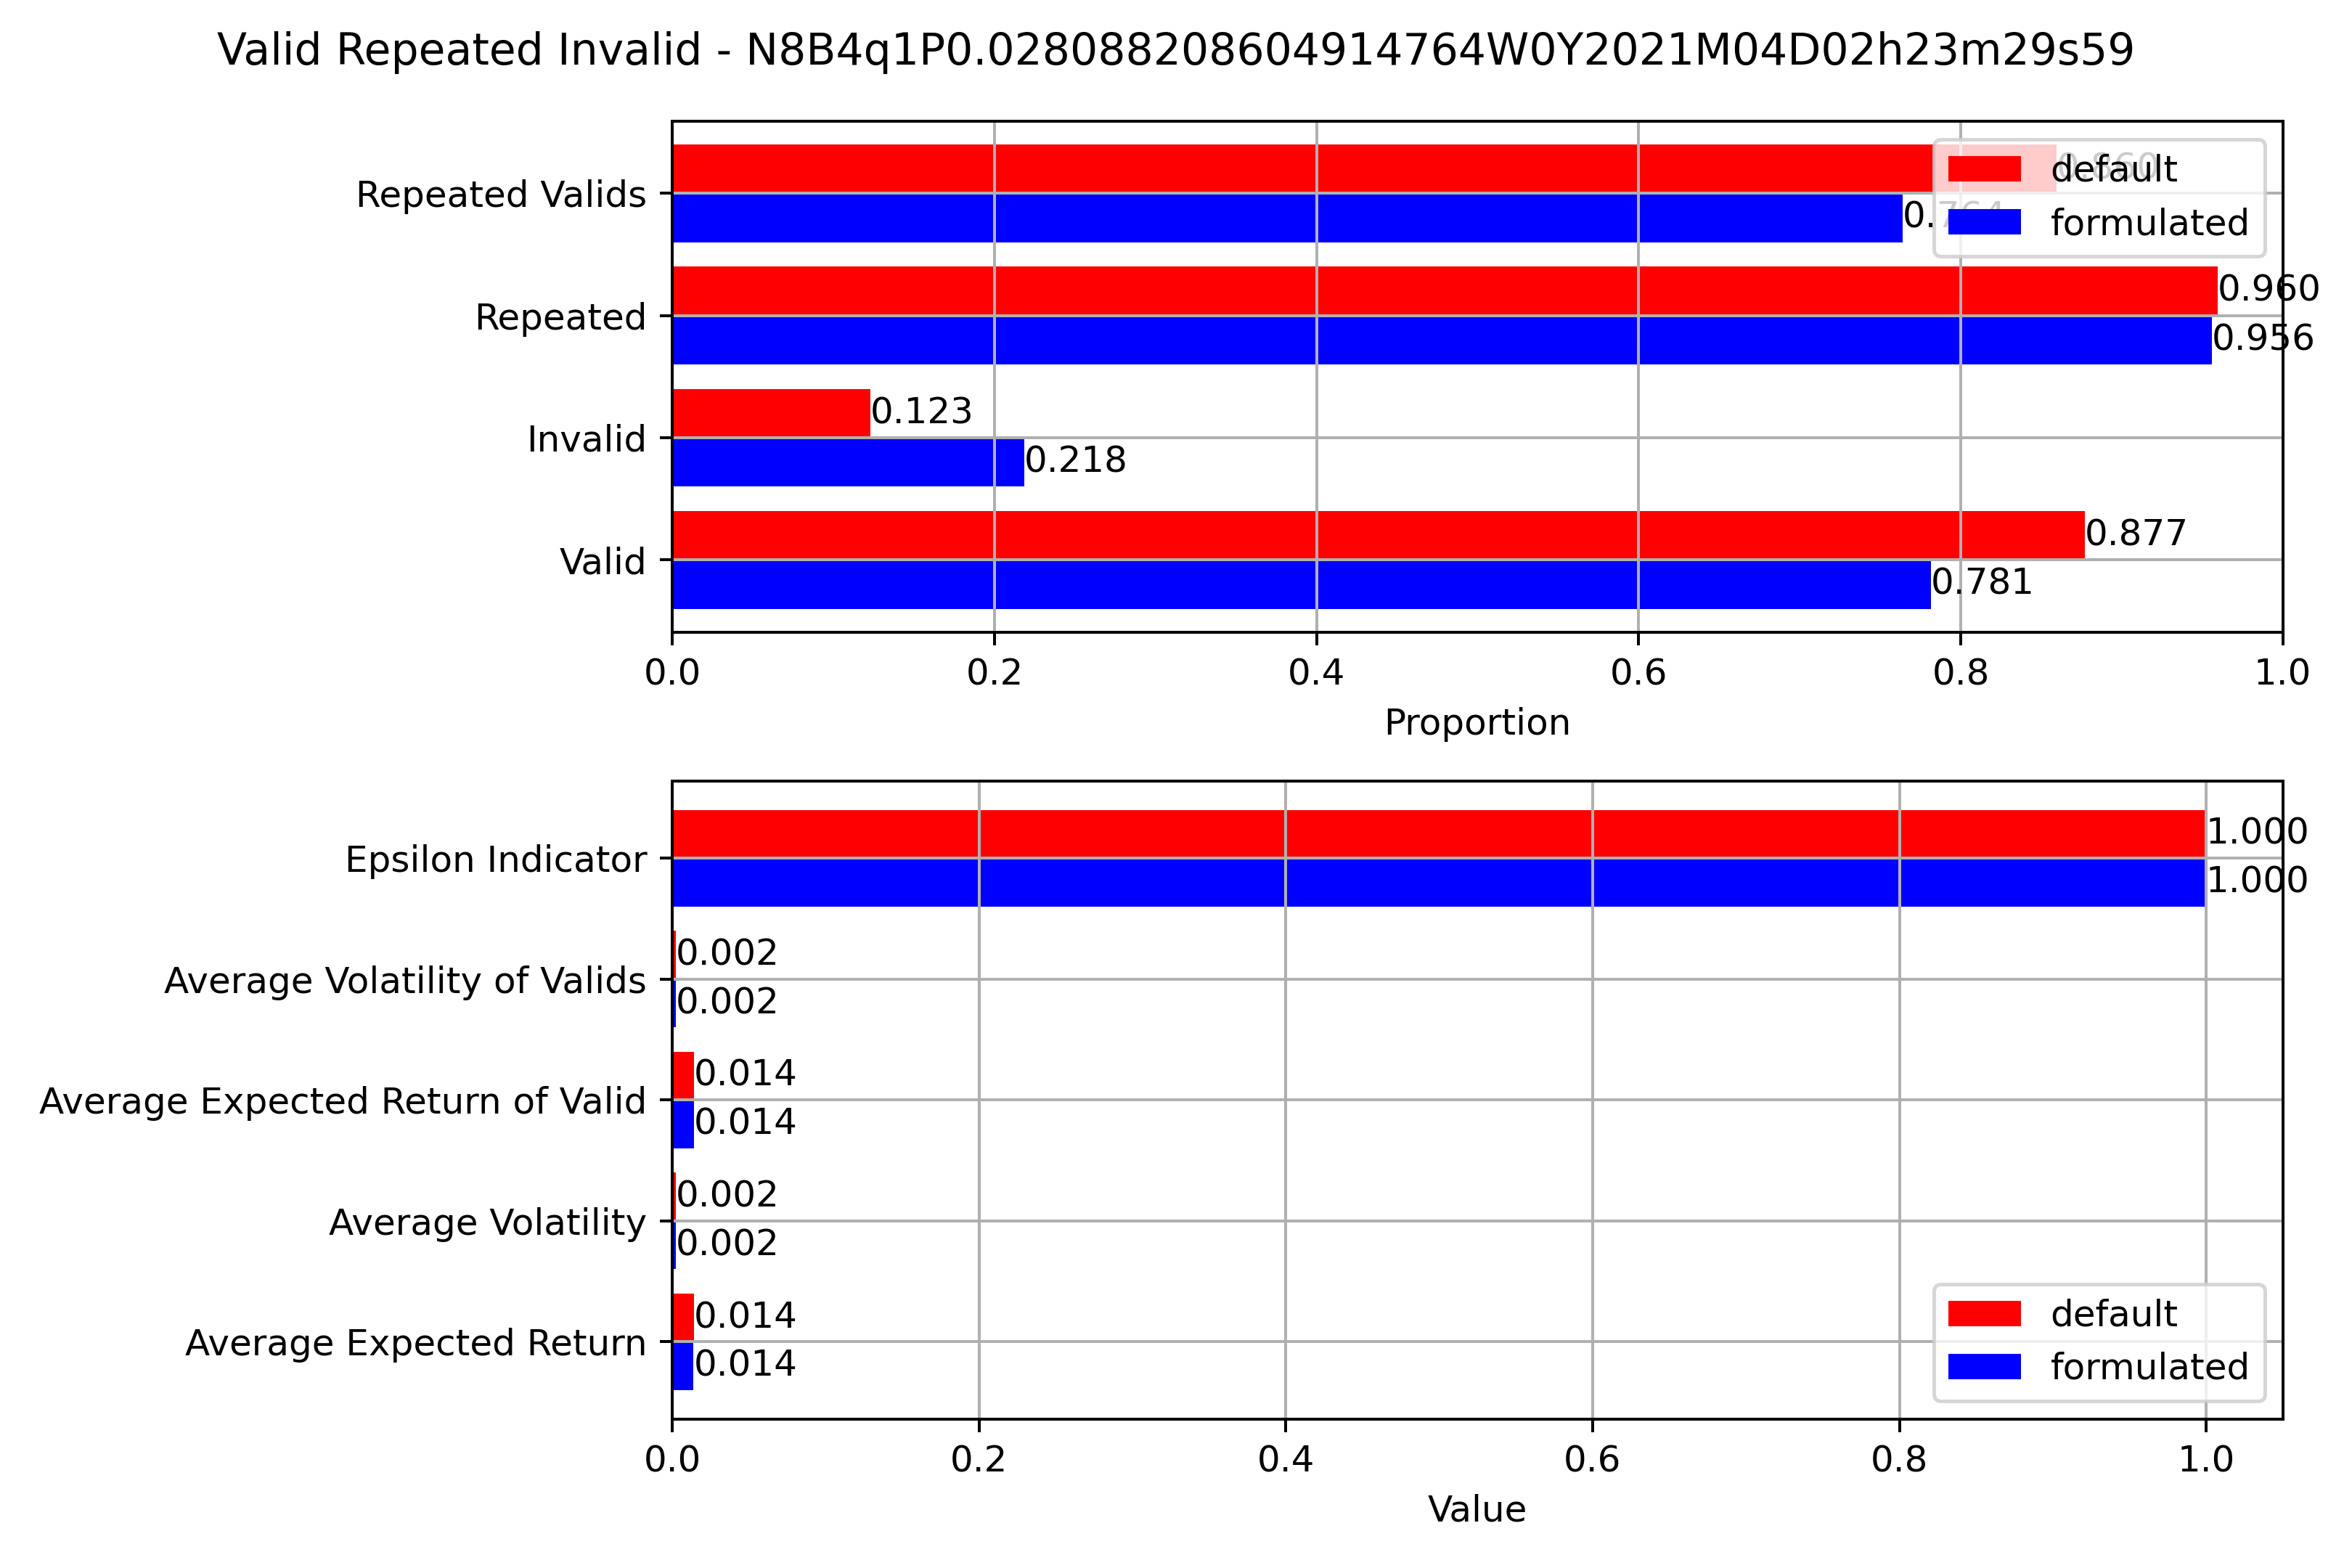 Valid Repeated Invalid - N8B4q1P0.028088208604914764W0Y2021M04D02h23m29s59
Repeated Valids
0.860
default
0.764
formulated
Repeated
0.960
0.956
Invalid
0.123
0.218
Valid
0.877
0.781
0.0 0.2 0.4 0.6 0.8 1.0
Proportion
Epsilon Indicator
1.000
1.000
Average Volatility of Valids
0.002
0.002
Average Expected Return of Valid
0.014
0.014
Average Volatility
0.002
0.002
Average Expected Return
0.014
0.014
default
formulated
0.0 0.2 0.4 0.6 0.8 1.0
Value